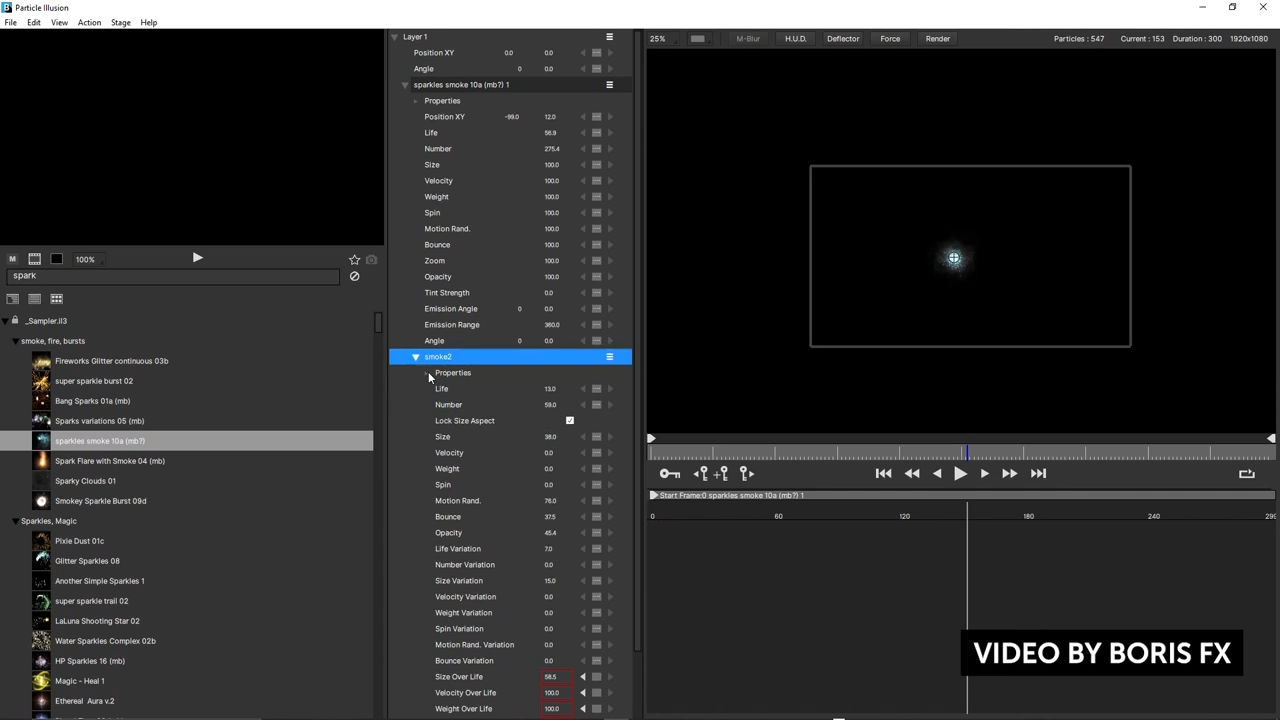 Particle Illusion
File Edit View Action Stage Help
M 100%
spark
_Sampler.il3
smoke, fire, bursts
Fireworks Glitter continuous 03b
super sparkle burst 02
Bang Sparks 01a (mb)
Sparks variations 05 (mb)
sparkles smoke 10a (mb?)
Spark Flare with Smoke 04 (mb)
Sparky Clouds 01
Smokey Sparkle Burst 09d
Sparkles, Magic
Pixie Dust 01c
Glitter Sparkles 08
Another Simple Sparkles 1
super sparkle trail 02
LaLuna Shooting Star 02
Water Sparkles Complex 02b
HP Sparkles 16 (mb)
Magic - Heal 1
Ethereal Aura v.2
Layer 1
Position XY 0.0 0.0
Angle 0 0.0
sparkles smoke 10a (mb?) 1
Properties
Position XY -99.0 12.0
Life 56.9
Number 275.4
Size 100.0
Velocity 100.0
Weight 100.0
Spin 100.0
Motion Rand. 100.0
Bounce 100.0
Zoom 100.0
Opacity 100.0
Tint Strength 0.0
Emission Angle 0 0.0
Emission Range 360.0
Angle 0 0.0
smoke2
Properties
Life 13.0
Number 59.0
Lock Size Aspect
Size 38.0
Velocity 0.0
Weight 0.0
Spin 0.0
Motion Rand. 76.0
Bounce 37.5
Opacity 45.4
Life Variation 7.0
Number Variation 0.0
Size Variation 15.0
Velocity Variation 0.0
Weight Variation 0.0
Spin Variation 0.0
Motion Rand. Variation 0.0
Bounce Variation 0.0
Size Over Life 58.5
Velocity Over Life 100.0
Weight Over Life 100.0
25% M-Blur H.U.D. Deflector Force Render Particles : 547 Current : 153 Duration : 300 1920x1080
Start Frame:0 sparkles smoke 10a (mb?) 1
0 60 120 180 240 295
VIDEO BY BORIS FX